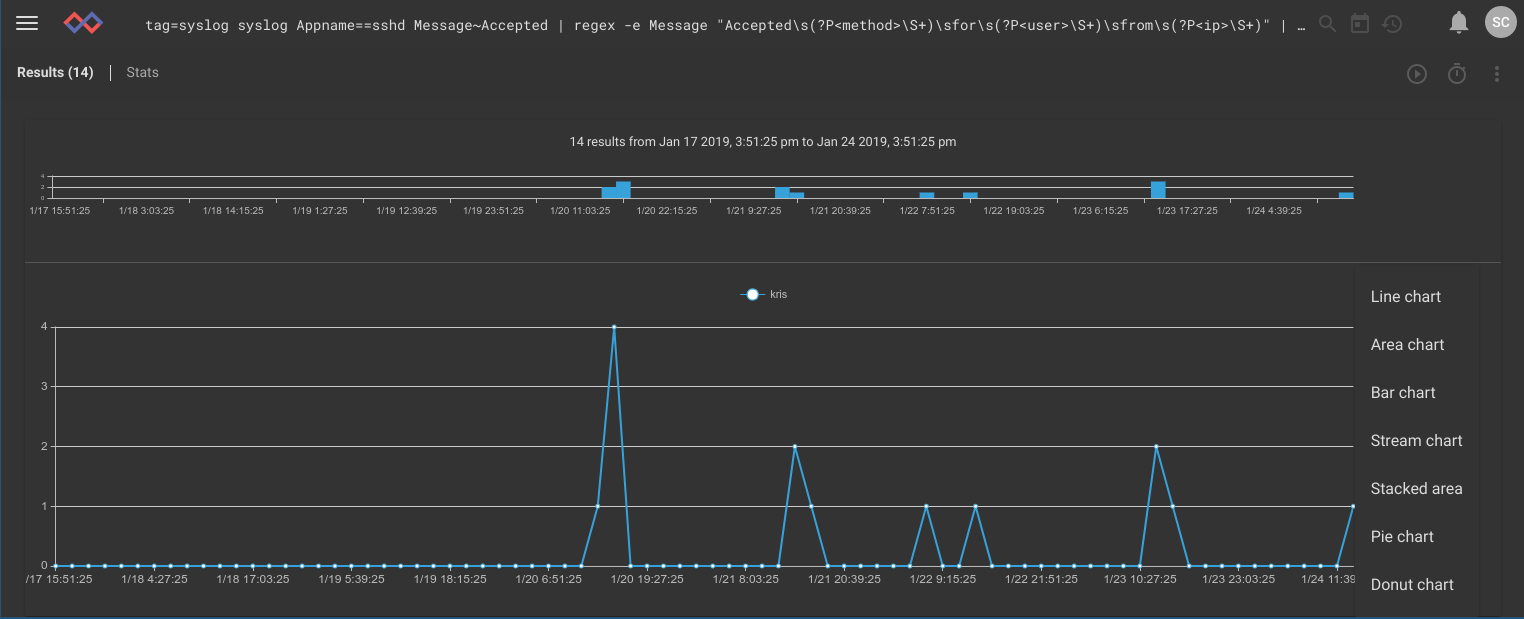 tag=syslog syslog Appname==sshd Message~Accepted | regex -e Message "Accepted\s(?P<method>\S+)\sfor\s(?P<user>\S+)\sfrom\s(?P<ip>\S+)" | …
SC
Results (14) | Stats
14 results from Jan 17 2019, 3:51:25 pm to Jan 24 2019, 3:51:25 pm
4
2
0
1/17 15:51:25 1/18 3:03:25 1/18 14:15:25 1/19 1:27:25 1/19 12:39:25 1/19 23:51:25 1/20 11:03:25 1/20 22:15:25 1/21 9:27:25 1/21 20:39:25 1/22 7:51:25 1/22 19:03:25 1/23 6:15:25 1/23 17:27:25 1/24 4:39:25
kris
4
3
2
1
0
/17 15:51:25 1/18 4:27:25 1/18 17:03:25 1/19 5:39:25 1/19 18:15:25 1/20 6:51:25 1/20 19:27:25 1/21 8:03:25 1/21 20:39:25 1/22 9:15:25 1/22 21:51:25 1/23 10:27:25 1/23 23:03:25 1/24 11:39
Line chart
Area chart
Bar chart
Stream chart
Stacked area
Pie chart
Donut chart